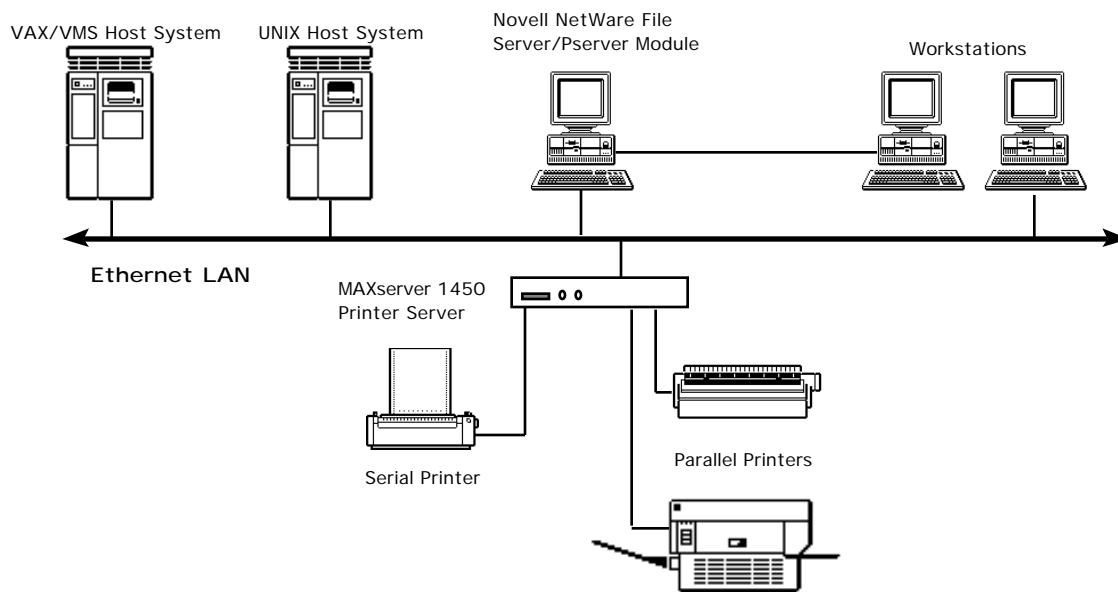 VAX/VMS Host System
UNIX Host System
Novell NetWare File
Server/Pserver Module
Workstations
Ethernet LAN
MAXserver 1450
Printer Server
Serial Printer
Parallel Printers